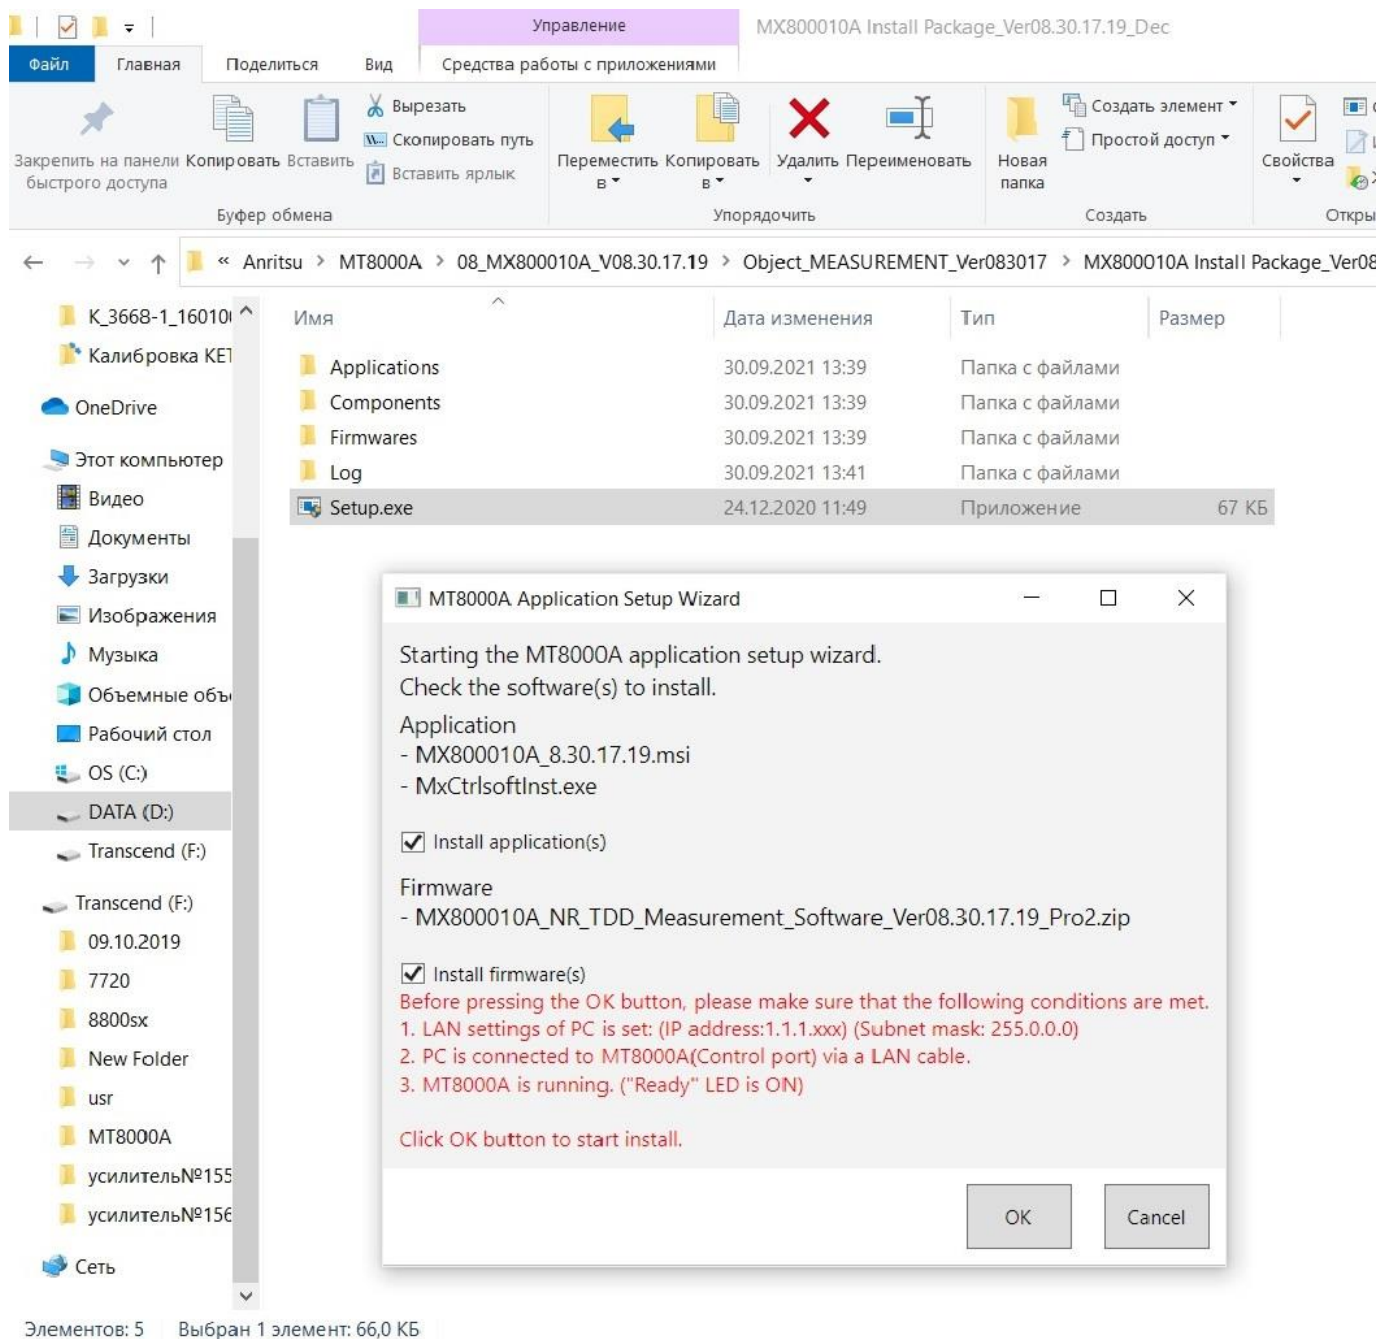 Управление
MX800010A Install Package_Ver08.30.17.19_Dec
Файл Главная Поделиться Вид Средства работы с приложениями
Закрепить на панели быстрого доступа
Копировать
Вставить
Вырезать
Скопировать путь
Вставить ярлык
Переместить в
Копировать в
Удалить
Переименовать
Новая папка
Создать элемент
Простой доступ
Свойства
Буфер обмена
Упорядочить
Создать
Откры
« Anritsu > MT8000A > 08_MX800010A_V08.30.17.19 > Object_MEASUREMENT_Ver083017 > MX800010A Install Package_Ver08
K_3668-1_16010
Калибровка КЕТ
OneDrive
Этот компьютер
Видео
Документы
Загрузки
Изображения
Музыка
Объемные объ
Рабочий стол
OS (C:)
DATA (D:)
Transcend (F:)
Transcend (F:)
09.10.2019
7720
8800sx
New Folder
usr
MT8000A
усилитель№155
усилитель№156
Сеть
Имя Дата изменения Тип Размер
Applications 30.09.2021 13:39 Папка с файлами
Components 30.09.2021 13:39 Папка с файлами
Firmwares 30.09.2021 13:39 Папка с файлами
Log 30.09.2021 13:41 Папка с файлами
Setup.exe 24.12.2020 11:49 Приложение 67 КБ
MT8000A Application Setup Wizard
Starting the MT8000A application setup wizard.
Check the software(s) to install.
Application
- MX800010A_8.30.17.19.msi
- MxCtrlsoftInst.exe
Install application(s)
Firmware
- MX800010A_NR_TDD_Measurement_Software_Ver08.30.17.19_Pro2.zip
Install firmware(s)
Before pressing the OK button, please make sure that the following conditions are met.
1. LAN settings of PC is set: (IP address:1.1.1.xxx) (Subnet mask: 255.0.0.0)
2. PC is connected to MT8000A(Control port) via a LAN cable.
3. MT8000A is running. ("Ready" LED is ON)
Click OK button to start install.
OK Cancel
Элементов: 5 Выбран 1 элемент: 66,0 КБ